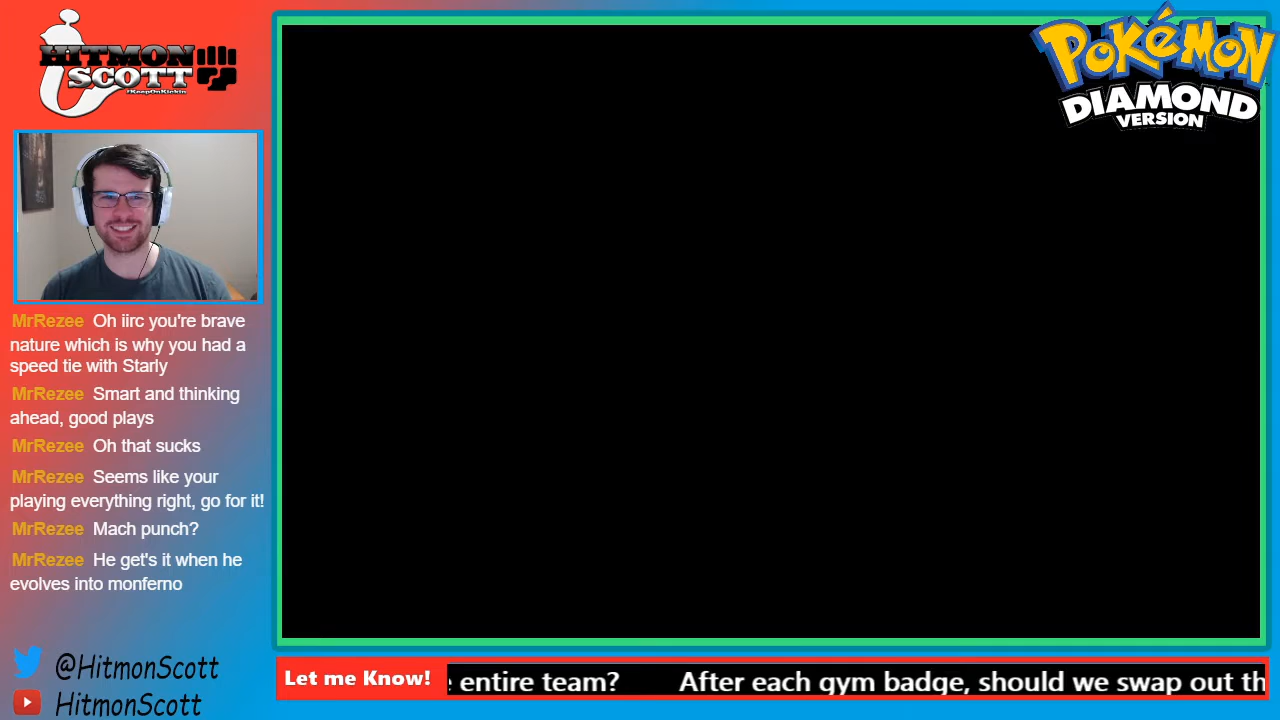 HITMON
SCOTT
#KeepOnKickin
POKéMON
DIAMOND
VERSION
MrRezee Oh iirc you're brave
nature which is why you had a
speed tie with Starly
MrRezee Smart and thinking
ahead, good plays
MrRezee Oh that sucks
MrRezee Seems like your
playing everything right, go for it!
MrRezee Mach punch?
MrRezee He get's it when he
evolves into monferno
@HitmonScott
HitmonScott
Let me Know! entire team? After each gym badge, should we swap out th